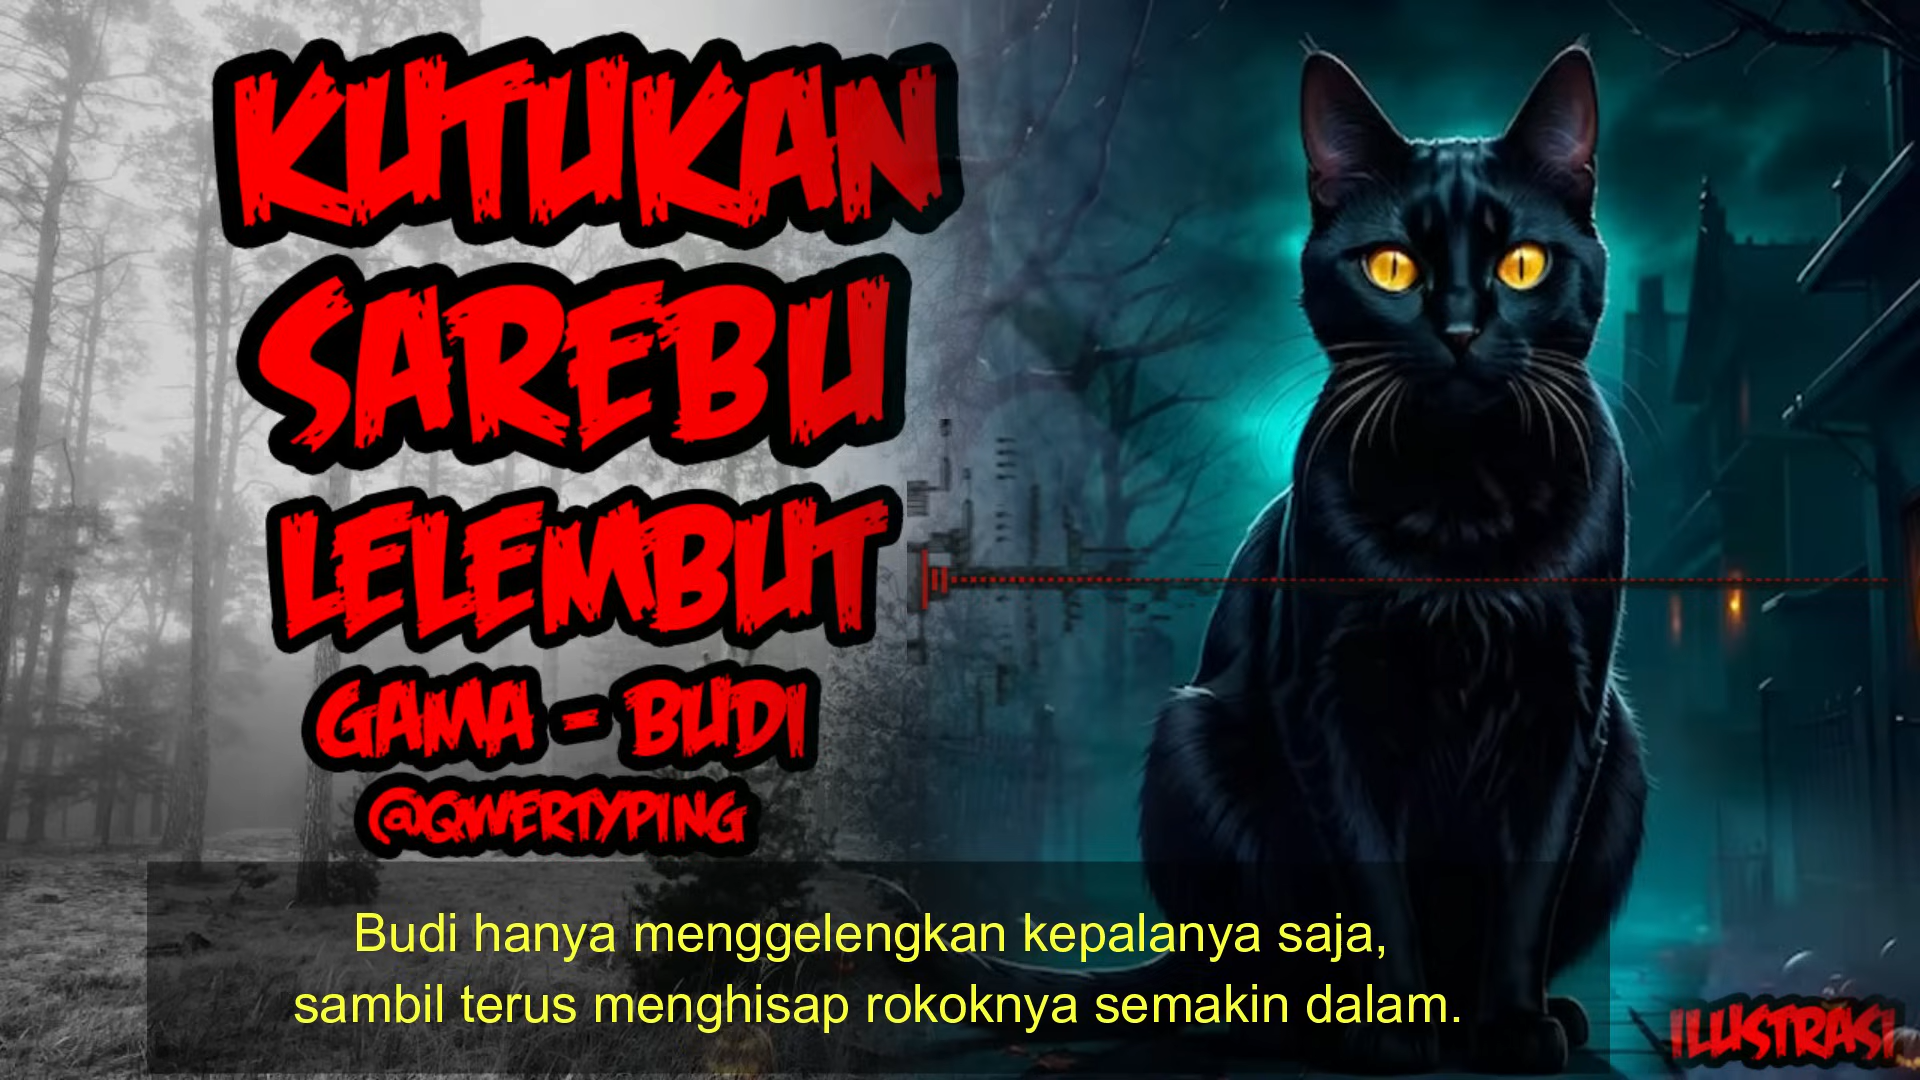 KUTUKAN
SAREBU
LELEMBUT
GAMA - BUDI
@QWERTYPING
Budi hanya menggelengkan kepalanya saja,
sambil terus menghisap rokoknya semakin dalam.
ILUSTRASI